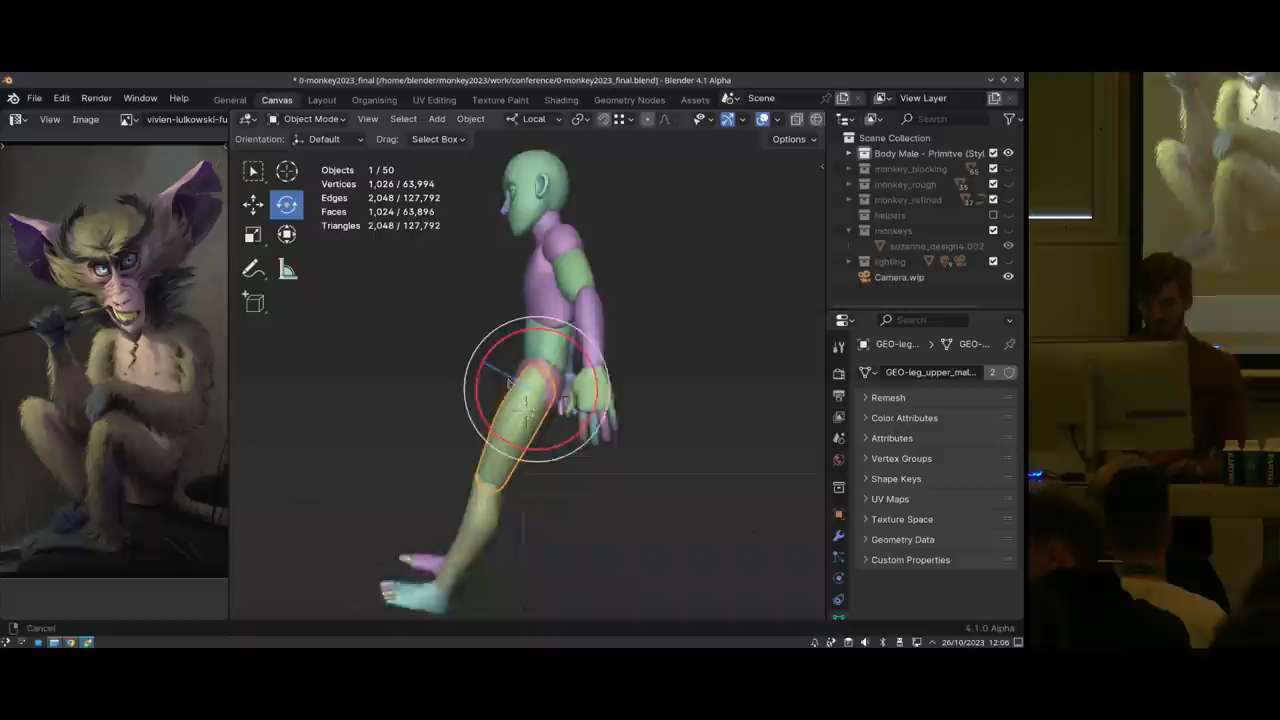 * 0-monkey2023_final [/home/blender/monkey2023/work/conference/0-monkey2023_final.blend] - Blender 4.1 Alpha
File Edit Render Window Help General Canvas Layout Organising UV Editing Texture Paint Shading Geometry Nodes Assets Scene View Layer
View Image vivien-lulkowski-fu Object Mode View Select Add Object Local Search
Orientation: Default Drag: Select Box Options
Scene Collection
Body Male - Primitve (Styl
monkey_blocking 55
monkey_rough 35
monkey_refined 37
helpers
monkeys
suzanne_design4.002
lighting 9
Camera.wip
Objects 1 / 50
Vertices 1,026 / 63,994
Edges 2,048 / 127,792
Faces 1,024 / 63,896
Triangles 2,048 / 127,792
Search
GEO-leg... GEO-...
GEO-leg_upper_mal... 2
Remesh
Color Attributes
Attributes
Vertex Groups
Shape Keys
UV Maps
Texture Space
Geometry Data
Custom Properties
Cancel 4.1.0 Alpha
26/10/2023 12:06